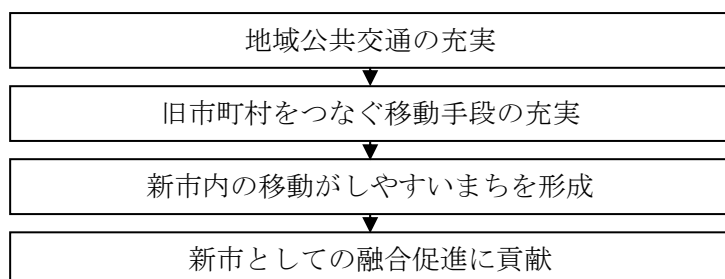 地域公共交通の充実
旧市町村をつなぐ移動手段の充実
新市内の移動がしやすいまちを形成
新市としての融合促進に貢献